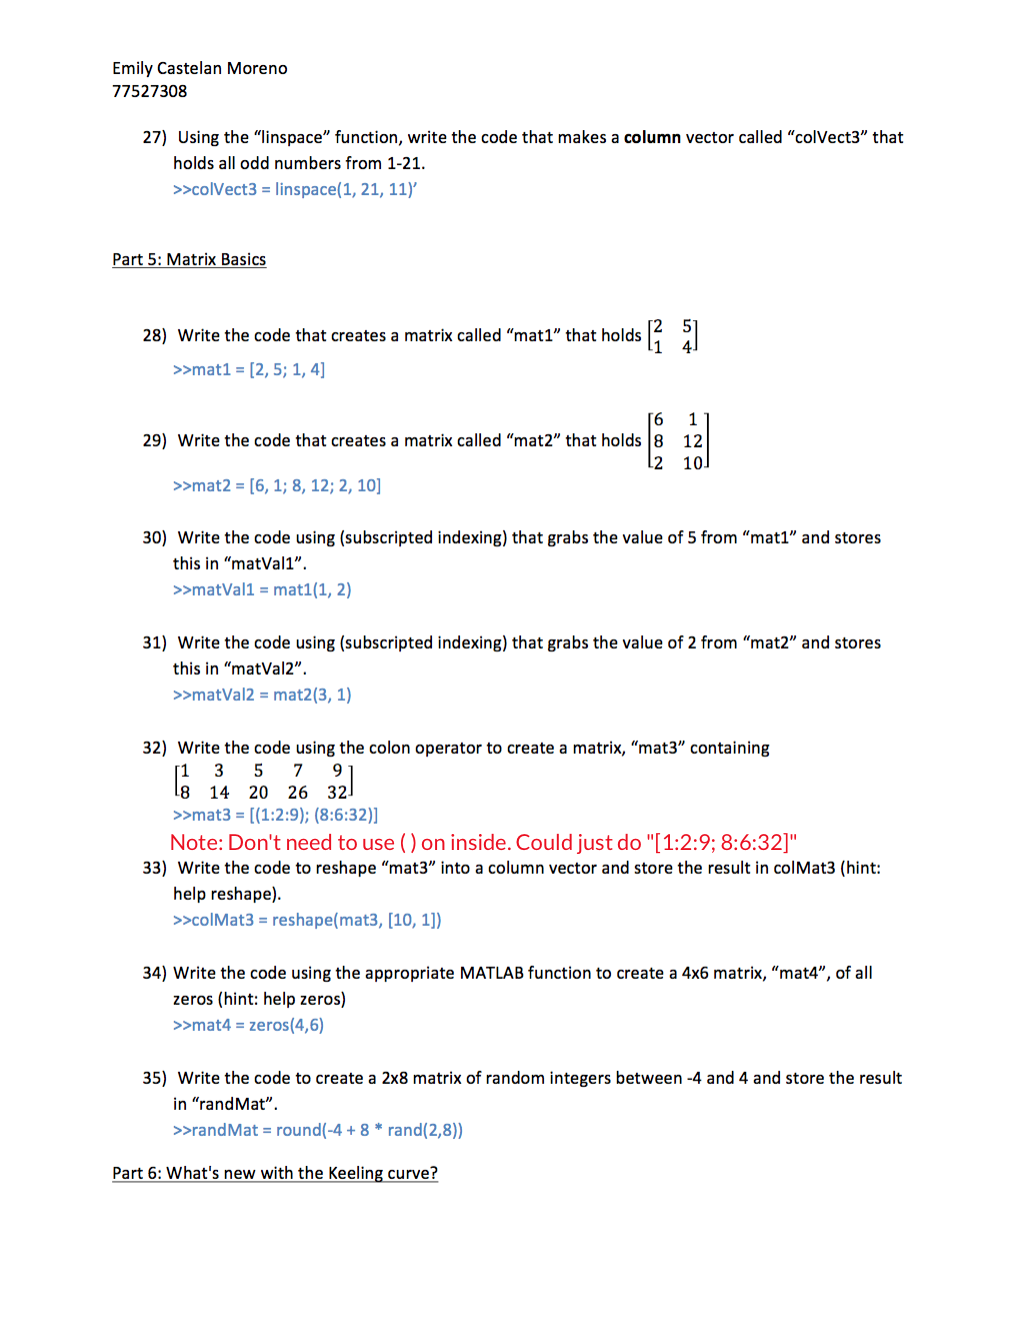 Emily Castelan Moreno
77527308
27) Using the “linspace” function, write the code that makes a column vector called “colVect3” that
holds all odd numbers from 1-21.
>>colVect3 = linspace(1, 21, 11)’
Part 5: Matrix Basics
28) Write the code that creates a matrix called “mat1” that holds [2 5
1 4]
>>mat1 = [2, 5; 1, 4]
29) Write the code that creates a matrix called “mat2” that holds [6 1
8 12
2 10]
>>mat2 = [6, 1; 8, 12; 2, 10]
30) Write the code using (subscripted indexing) that grabs the value of 5 from “mat1” and stores
this in “matVal1”.
>>matVal1 = mat1(1, 2)
31) Write the code using (subscripted indexing) that grabs the value of 2 from “mat2” and stores
this in “matVal2”.
>>matVal2 = mat2(3, 1)
32) Write the code using the colon operator to create a matrix, “mat3” containing
[1 3 5 7 9
8 14 20 26 32]
>>mat3 = [(1:2:9); (8:6:32)]
Note: Don't need to use ( ) on inside. Could just do "[1:2:9; 8:6:32]"
33) Write the code to reshape “mat3” into a column vector and store the result in colMat3 (hint:
help reshape).
>>colMat3 = reshape(mat3, [10, 1])
34) Write the code using the appropriate MATLAB function to create a 4x6 matrix, “mat4”, of all
zeros (hint: help zeros)
>>mat4 = zeros(4,6)
35) Write the code to create a 2x8 matrix of random integers between -4 and 4 and store the result
in “randMat”.
>>randMat = round(-4 + 8 * rand(2,8))
Part 6: What's new with the Keeling curve?